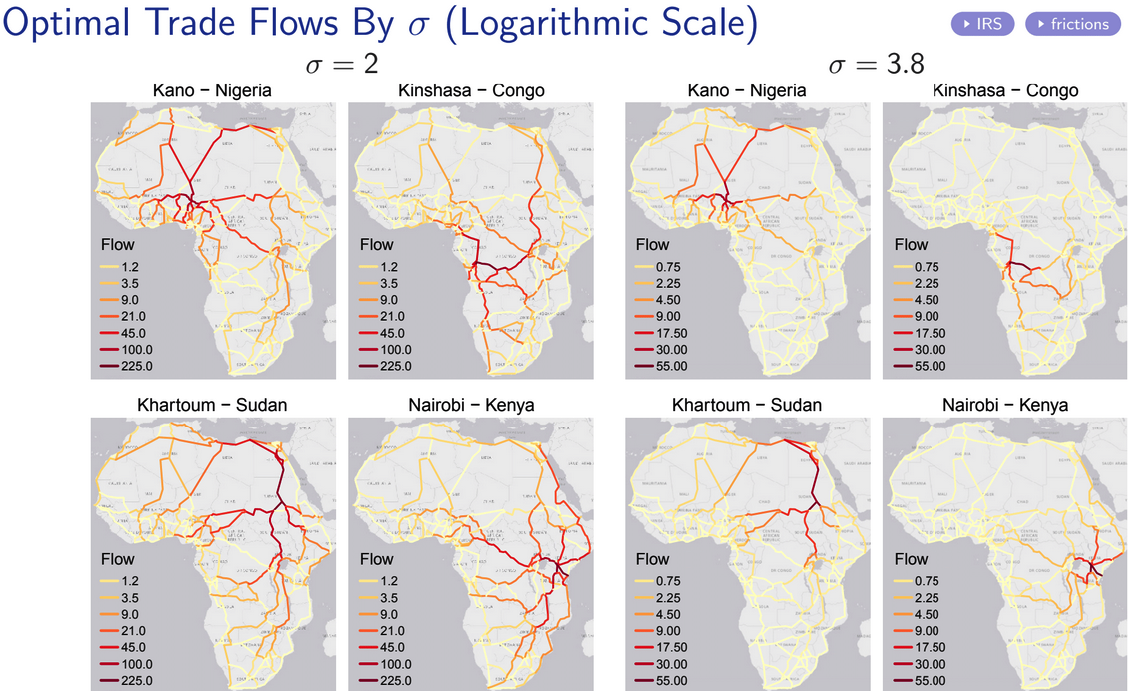 Optimal Trade Flows By σ (Logarithmic Scale)
IRS
frictions
σ = 2
σ = 3.8
Kano − Nigeria
Kinshasa − Congo
Kano − Nigeria
Kinshasa − Congo
Flow
1.2
3.5
9.0
21.0
45.0
100.0
225.0
Flow
1.2
3.5
9.0
21.0
45.0
100.0
225.0
Flow
0.75
2.25
4.50
9.00
17.50
30.00
55.00
Flow
0.75
2.25
4.50
9.00
17.50
30.00
55.00
Khartoum − Sudan
Nairobi − Kenya
Khartoum − Sudan
Nairobi − Kenya
Flow
1.2
3.5
9.0
21.0
45.0
100.0
225.0
Flow
1.2
3.5
9.0
21.0
45.0
100.0
225.0
Flow
0.75
2.25
4.50
9.00
17.50
30.00
55.00
Flow
0.75
2.25
4.50
9.00
17.50
30.00
55.00